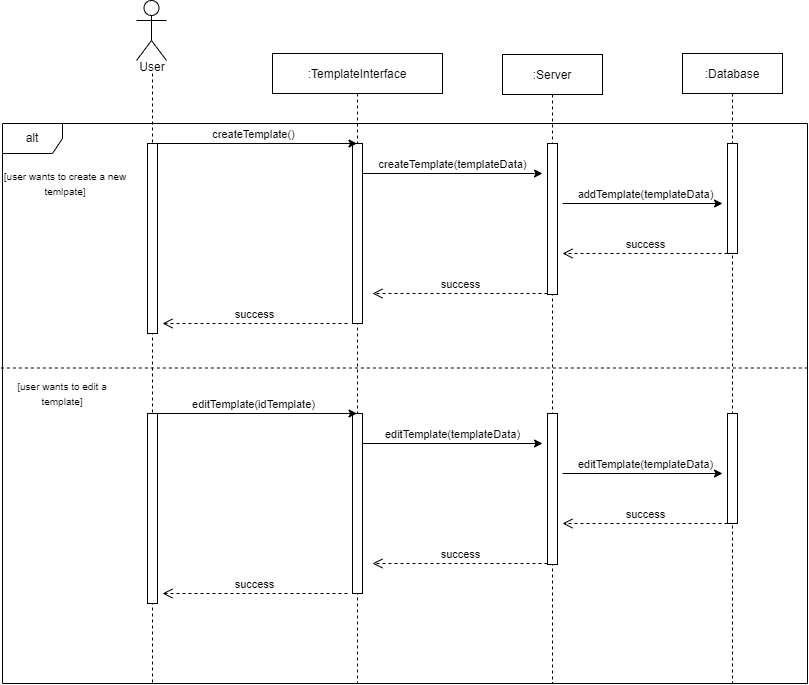 User
:TemplateInterface
:Server
:Database
alt
createTemplate()
createTemplate(templateData)
[user wants to create a new
temlpate]
addTemplate(templateData)
success
success
success
[user wants to edit a
template]
editTemplate(idTemplate)
editTemplate(templateData)
editTemplate(templateData)
success
success
success